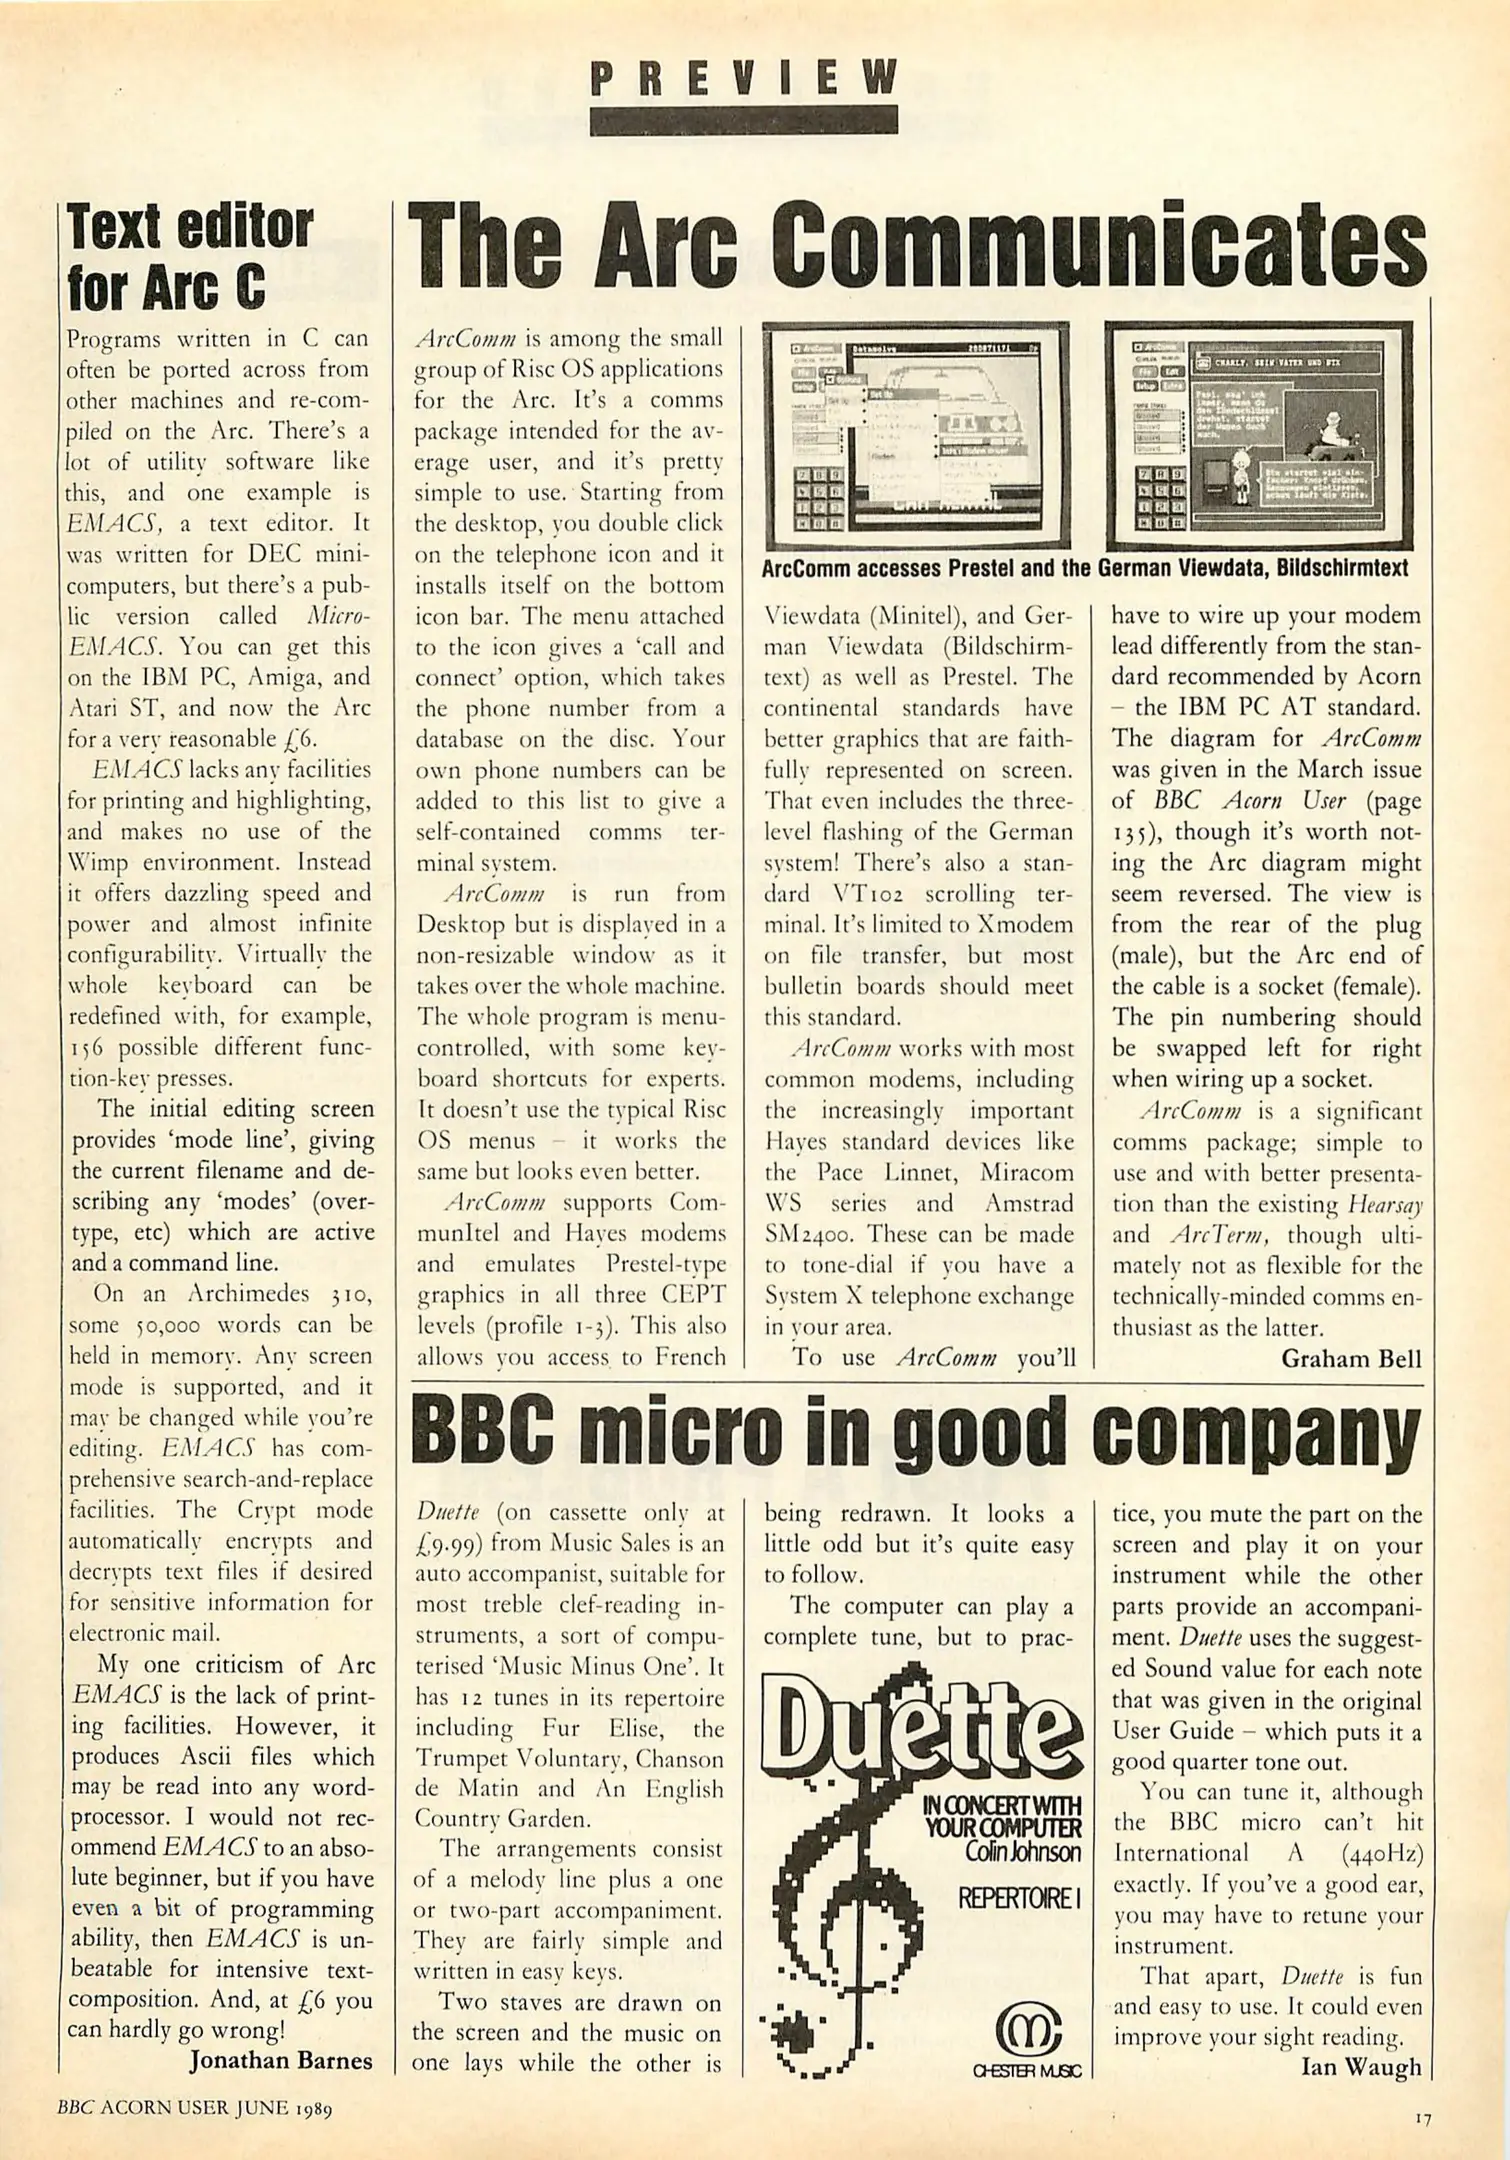 PREVIEW
Text editor
for Arc C
Programs written in C can
often be ported across from
other machines and re-com-
piled on the Arc. There's a
lot of utility software like
this, and one example is
EMACS, a text editor. It
was written for DEC mini-
computers, but there's a pub-
lic version called Micro-
EMACS. You can get this
on the IBM PC, Amiga, and
Atari ST, and now the Arc
for a very reasonable £6.
EMACS lacks any facilities
for printing and highlighting,
and makes no use of the
Wimp environment. Instead
it offers dazzling speed and
power and almost infinite
configurability. Virtually the
whole keyboard can be
redefined with, for example,
156 possible different func-
tion-key presses.
The initial editing screen
provides 'mode line', giving
the current filename and de-
scribing any 'modes' (over-
type, etc) which are active
and a command line.
On an Archimedes 310,
some 50,000 words can be
held in memory. Any screen
mode is supported, and it
may be changed while you're
editing. EMACS has com-
prehensive search-and-replace
facilities. The Crypt mode
automatically encrypts and
decrypts text files if desired
for sensitive information for
electronic mail.
My one criticism of Arc
EMACS is the lack of print-
ing facilities. However, it
produces Ascii files which
may be read into any word-
processor. I would not rec-
ommend EMACS to an abso-
lute beginner, but if you have
even a bit of programming
ability, then EMACS is un-
beatable for intensive text-
composition. And, at £6 you
can hardly go wrong!
Jonathan Barnes
The Arc Communicates
ArcComm is among the small
group of Risc OS applications
for the Arc. It's a comms
package intended for the av-
erage user, and it's pretty
simple to use. Starting from
the desktop, you double click
on the telephone icon and it
installs itself on the bottom
icon bar. The menu attached
to the icon gives a 'call and
connect' option, which takes
the phone number from a
database on the disc. Your
own phone numbers can be
added to this list to give a
self-contained comms ter-
minal system.
ArcComm is run from
Desktop but is displayed in a
non-resizable window as it
takes over the whole machine.
The whole program is menu-
controlled, with some key-
board shortcuts for experts.
It doesn't use the typical Risc
OS menus – it works the
same but looks even better.
ArcComm supports Com-
munItel and Hayes modems
and emulates Prestel-type
graphics in all three CEPT
levels (profile 1-3). This also
allows you access to French
ArcComm accesses Prestel and the German Viewdata, Bildschirmtext
Viewdata (Minitel), and Ger-
man Viewdata (Bildschirm-
text) as well as Prestel. The
continental standards have
better graphics that are faith-
fully represented on screen.
That even includes the three-
level flashing of the German
system! There's also a stan-
dard VT102 scrolling ter-
minal. It's limited to Xmodem
on file transfer, but most
bulletin boards should meet
this standard.
ArcComm works with most
common modems, including
the increasingly important
Hayes standard devices like
the Pace Linnet, Miracom
WS series and Amstrad
SM2400. These can be made
to tone-dial if you have a
System X telephone exchange
in your area.
To use ArcComm you'll
have to wire up your modem
lead differently from the stan-
dard recommended by Acorn
– the IBM PC AT standard.
The diagram for ArcComm
was given in the March issue
of BBC Acorn User (page
135), though it's worth not-
ing the Arc diagram might
seem reversed. The view is
from the rear of the plug
(male), but the Arc end of
the cable is a socket (female).
The pin numbering should
be swapped left for right
when wiring up a socket.
ArcComm is a significant
comms package; simple to
use and with better presenta-
tion than the existing Hearsay
and ArcTerm, though ulti-
mately not as flexible for the
technically-minded comms en-
thusiast as the latter.
Graham Bell
BBC micro in good company
Duette (on cassette only at
£9.99) from Music Sales is an
auto accompanist, suitable for
most treble clef-reading in-
struments, a sort of compu-
terised 'Music Minus One'. It
has 12 tunes in its repertoire
including Fur Elise, the
Trumpet Voluntary, Chanson
de Matin and An English
Country Garden.
The arrangements consist
of a melody line plus a one
or two-part accompaniment.
They are fairly simple and
written in easy keys.
Two staves are drawn on
the screen and the music on
one lays while the other is
being redrawn. It looks a
little odd but it's quite easy
to follow.
The computer can play a
complete tune, but to prac-
Duette
IN CONCERT WITH
YOUR COMPUTER
Colin Johnson
REPERTOIRE I
CHESTER MUSIC
tice, you mute the part on the
screen and play it on your
instrument while the other
parts provide an accompani-
ment. Duette uses the suggest-
ed Sound value for each note
that was given in the original
User Guide – which puts it a
good quarter tone out.
You can tune it, although
the BBC micro can't hit
International A (440Hz)
exactly. If you've a good ear,
you may have to retune your
instrument.
That apart, Duette is fun
and easy to use. It could even
improve your sight reading.
Ian Waugh
BBC ACORN USER JUNE 1989
17